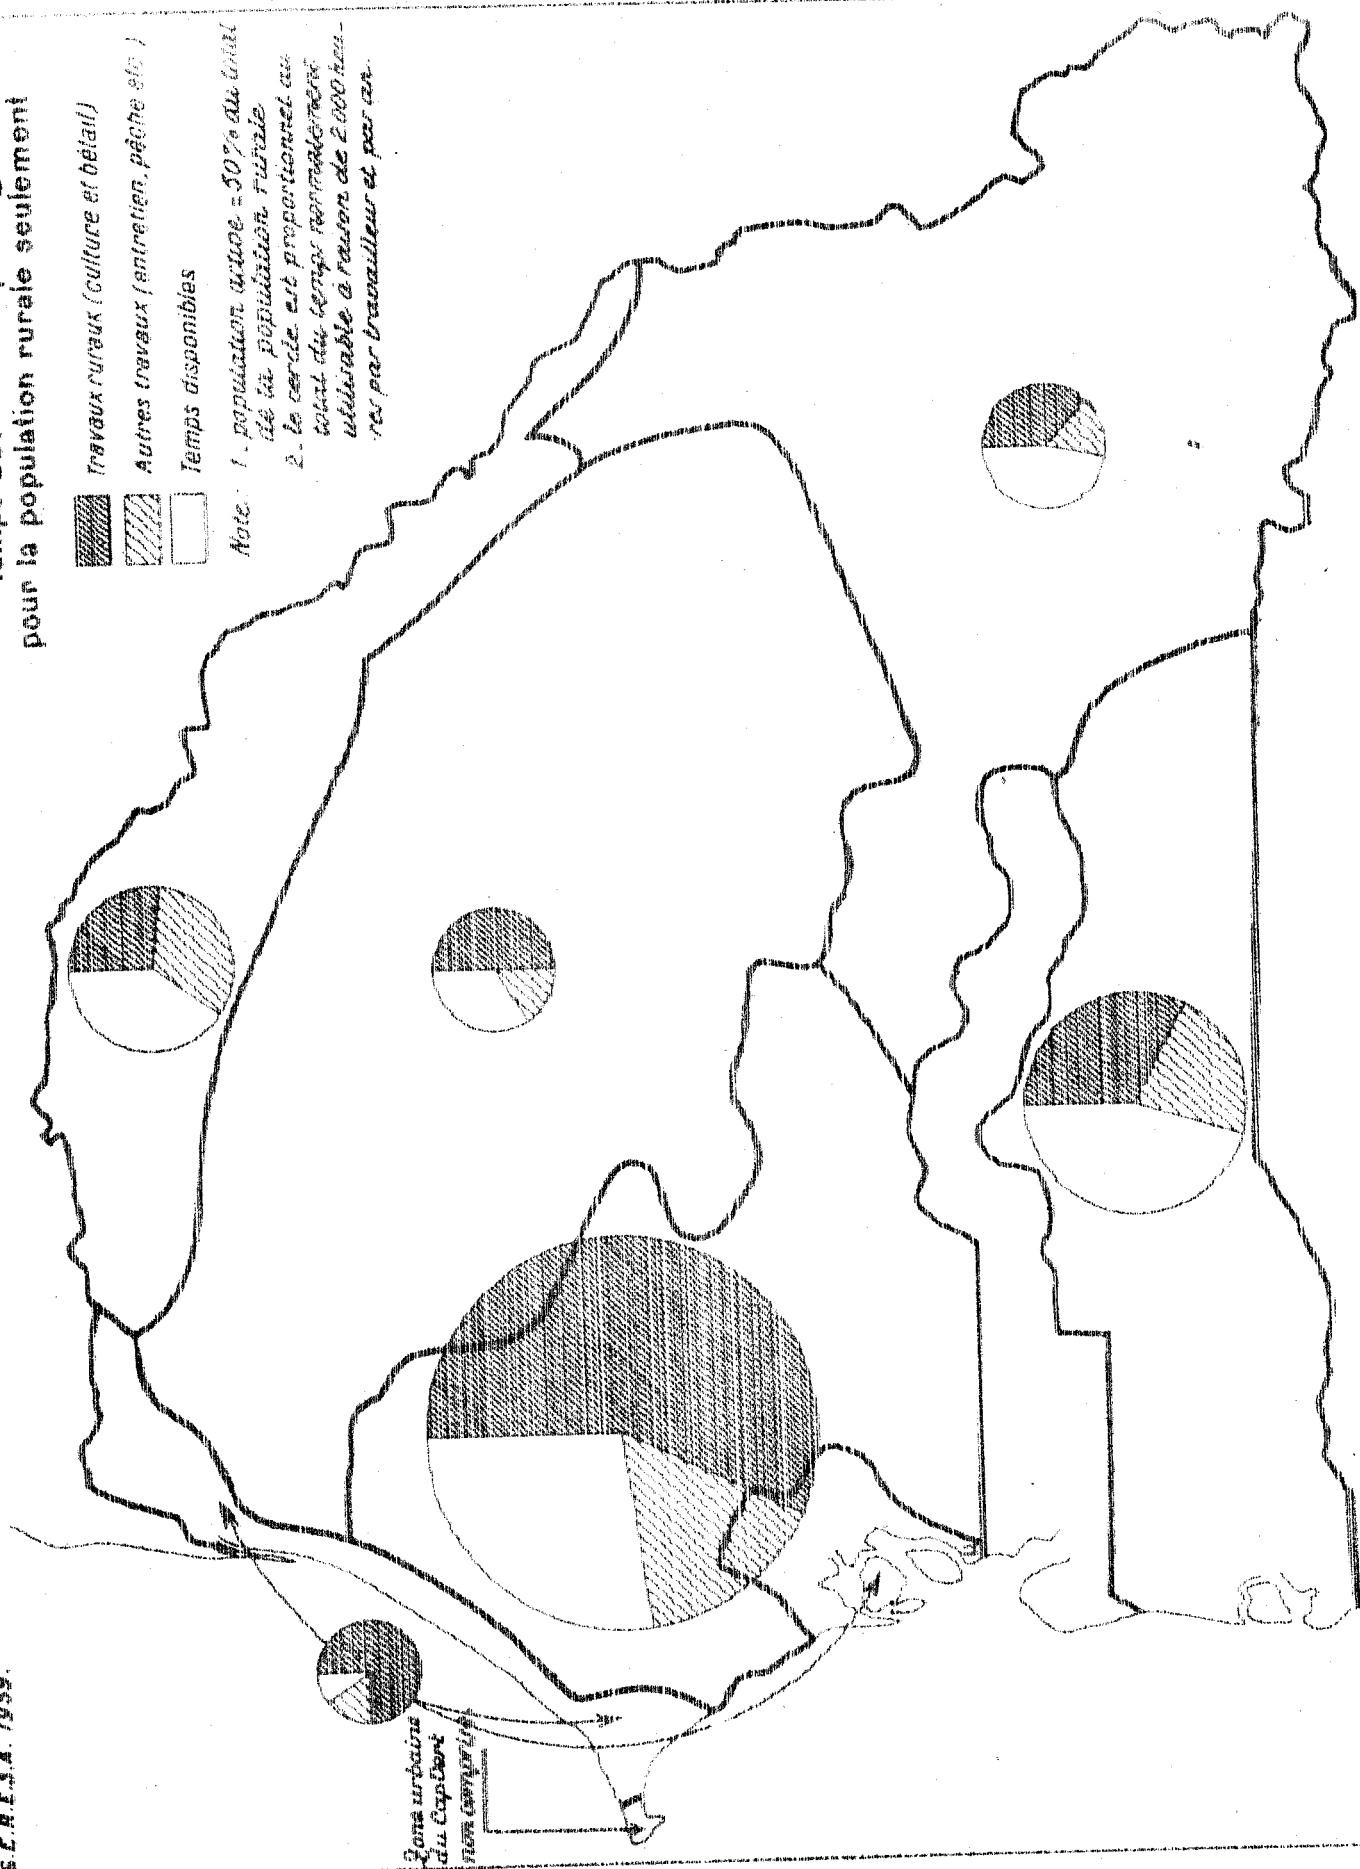 pour la population rurale seulement
Travaux ruraux (culture et bétail)
Autres travaux (entretien, pêche etc.)
Temps disponibles
Note: 1. population active = 50% du total
de la population rurale
2. le cercle est proportionnel au
total du temps normalement
utilisable à raison de 2.000 heu-
res par travailleur et par an.
Zone urbaine
du Cap Vert
non comprise
1959.